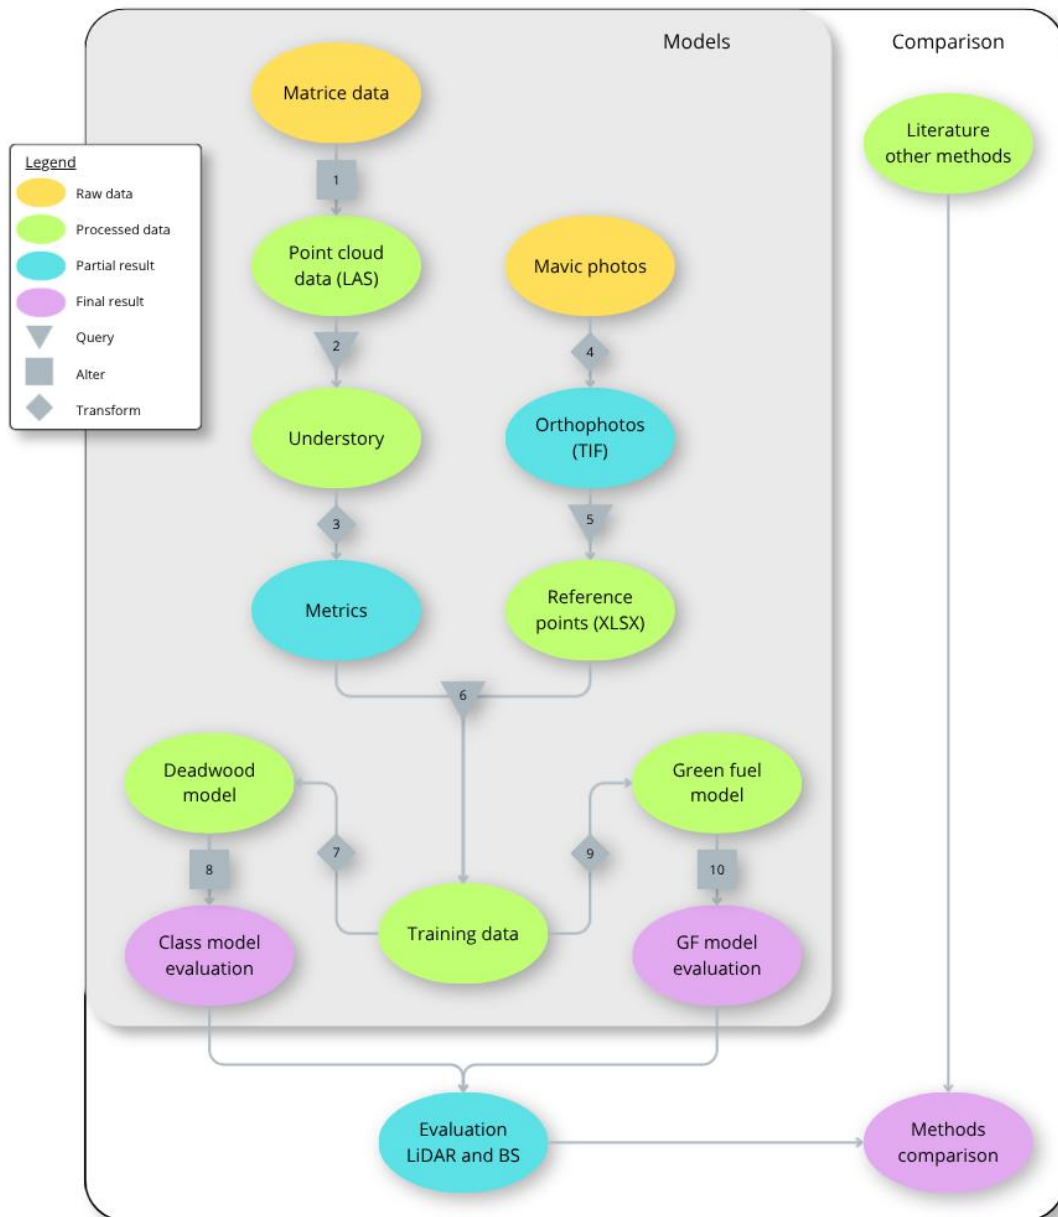 Models
Comparison
Matrice data
Literature
other methods
Legend
Raw data
Processed data
Partial result
Final result
Query
Alter
Transform
1
Point cloud
data (LAS)
Mavic photos
2
4
Understory
Orthophotos
(TIF)
3
5
Metrics
Reference
points (XLSX)
6
Deadwood
model
Green fuel
model
7
9
8
10
Training data
Class model
evaluation
GF model
evaluation
Evaluation
LiDAR and BS
Methods
comparison